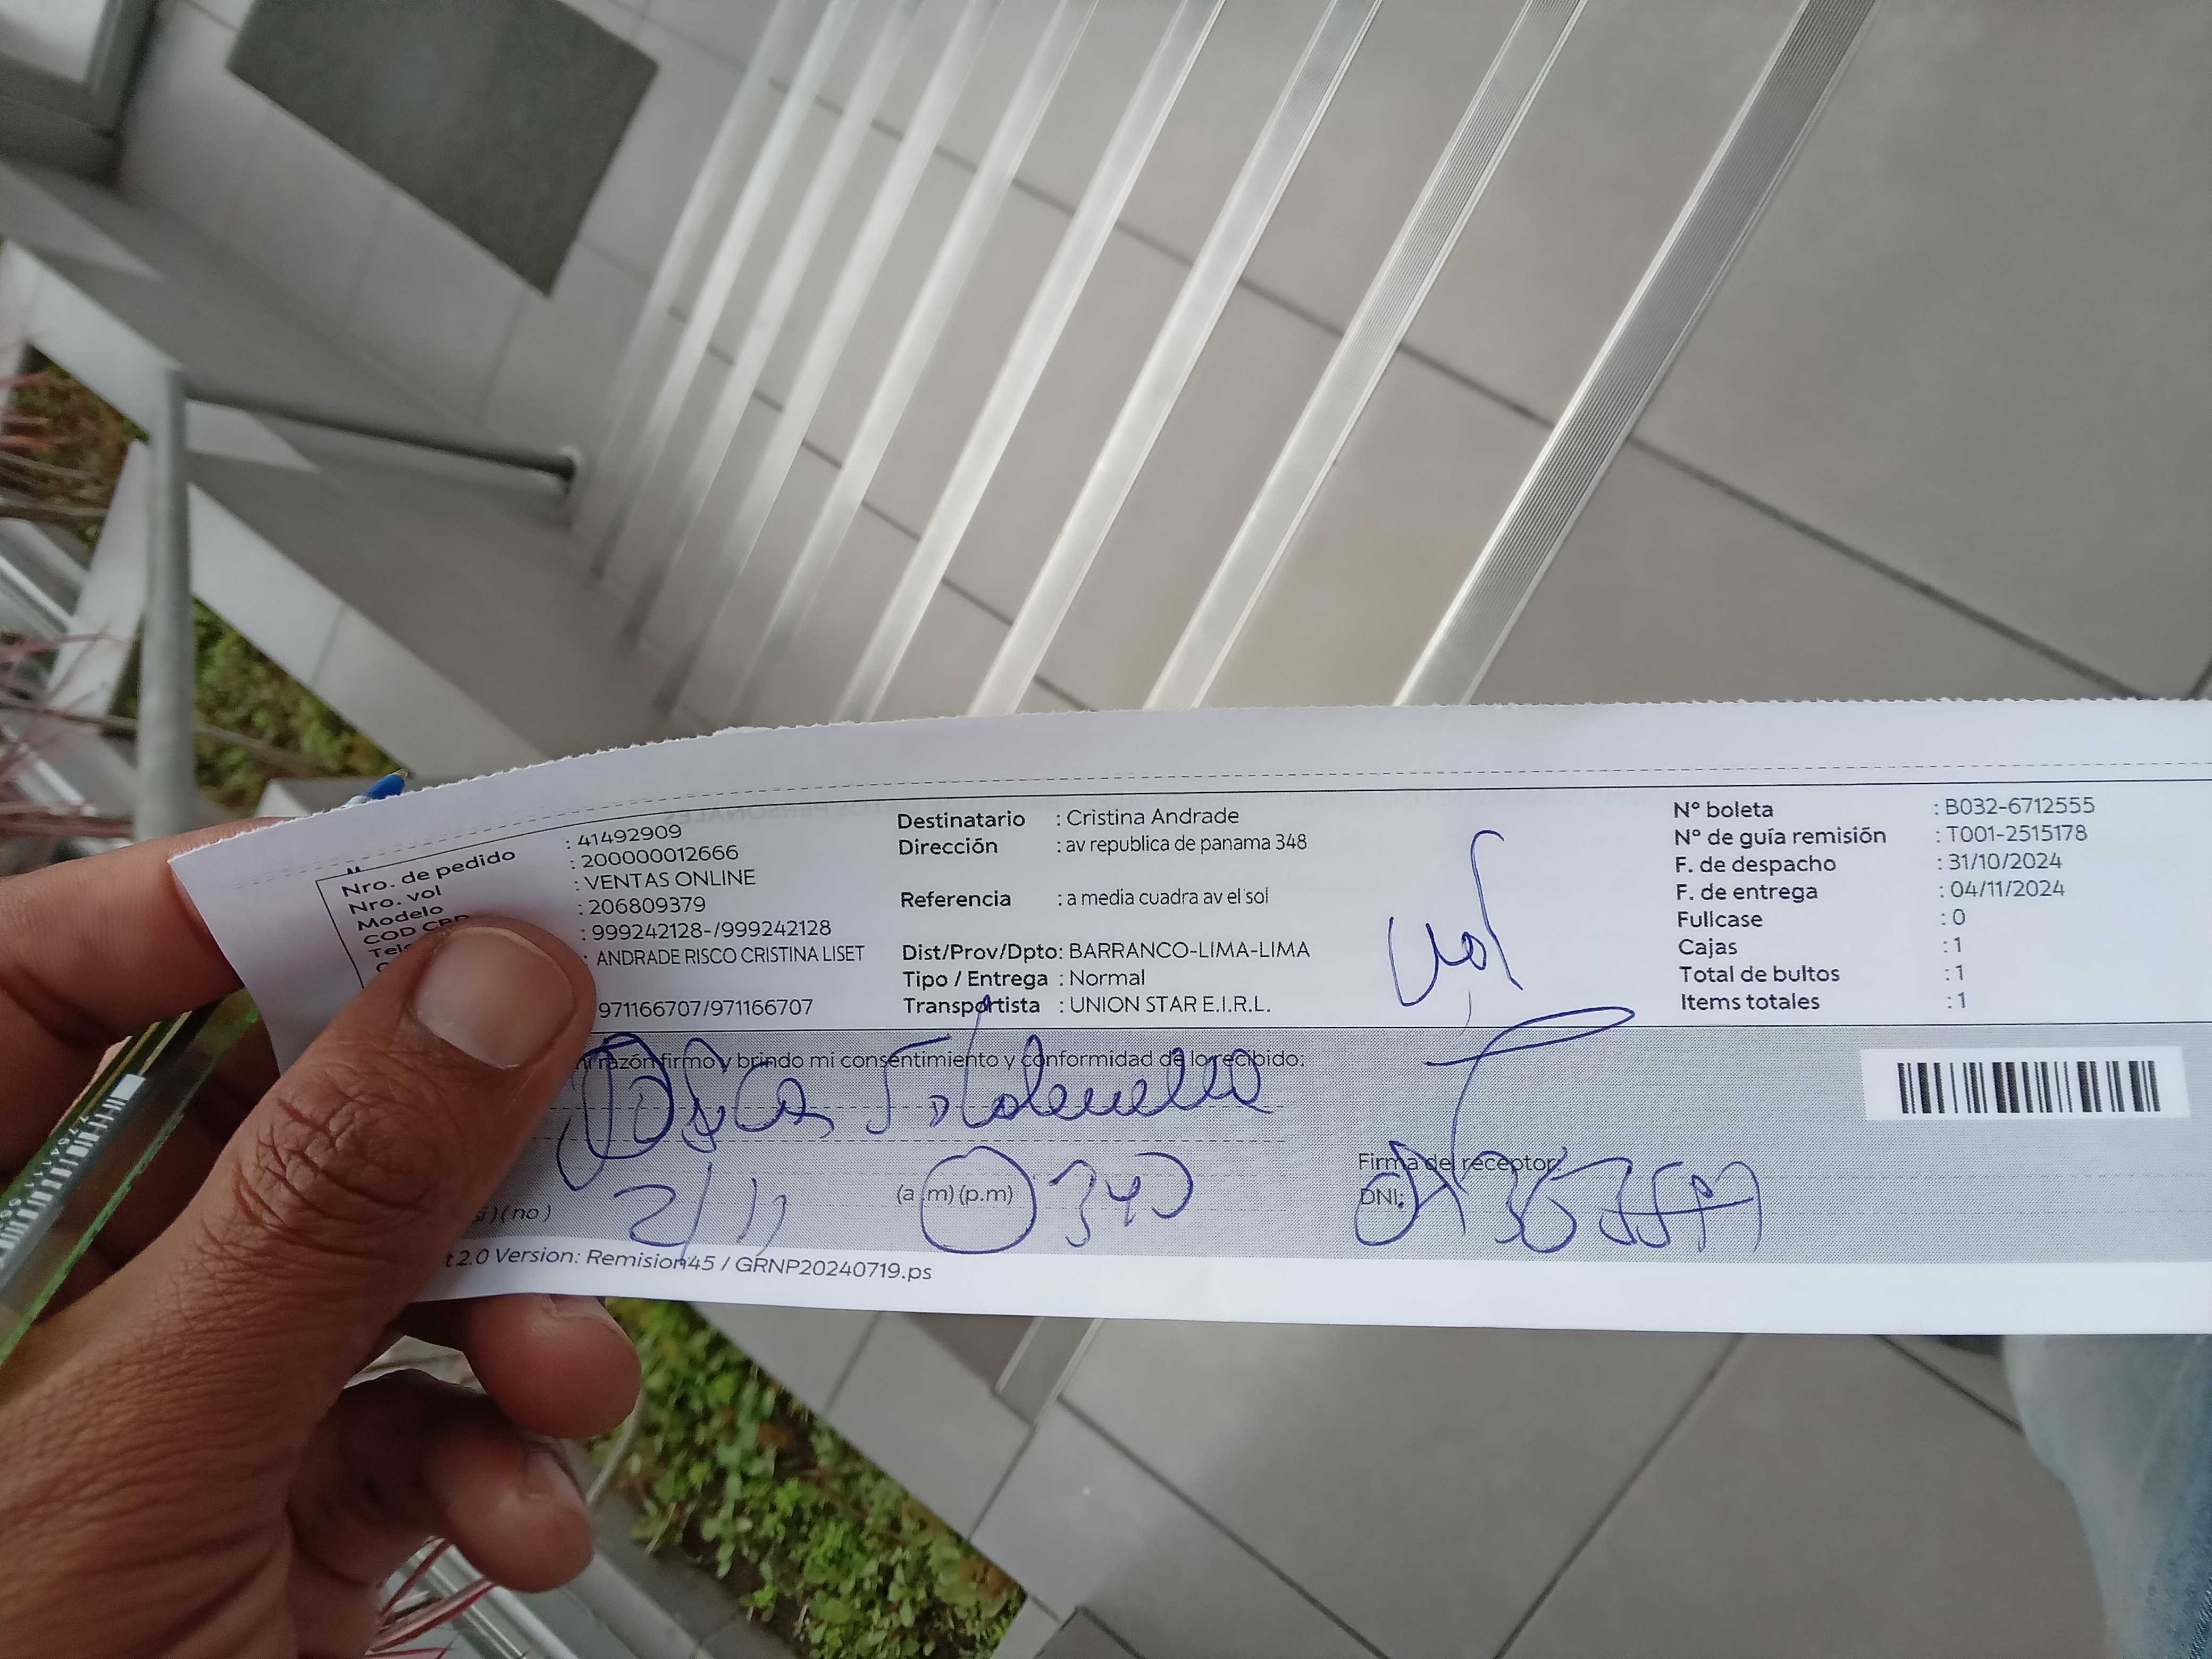 Nro. de pedido : 41492909
Nro. vol : 200000012666
Modelo : VENTAS ONLINE
: 206809379
: 999242128-/999242128
: ANDRADE RISCO CRISTINA LISET
971166707/971166707
Destinatario : Cristina Andrade
Dirección : av republica de panama 348
Referencia : a media cuadra av el sol
Dist/Prov/Dpto: BARRANCO-LIMA-LIMA
Tipo / Entrega : Normal
Transportista : UNION STAR E.I.R.L.
N° boleta : B032-6712555
N° de guía remisión : T001-2515178
F. de despacho : 31/10/2024
F. de entrega : 04/11/2024
Fullcase : 0
Cajas : 1
Total de bultos : 1
Items totales : 1
razón firmo y brindo mi consentimiento y conformidad de lo recibido:
Firma del receptor:
(no) 2/11 (a.m) (p.m) 340 DNI:
2.0 Version: Remision45 / GRNP20240719.ps